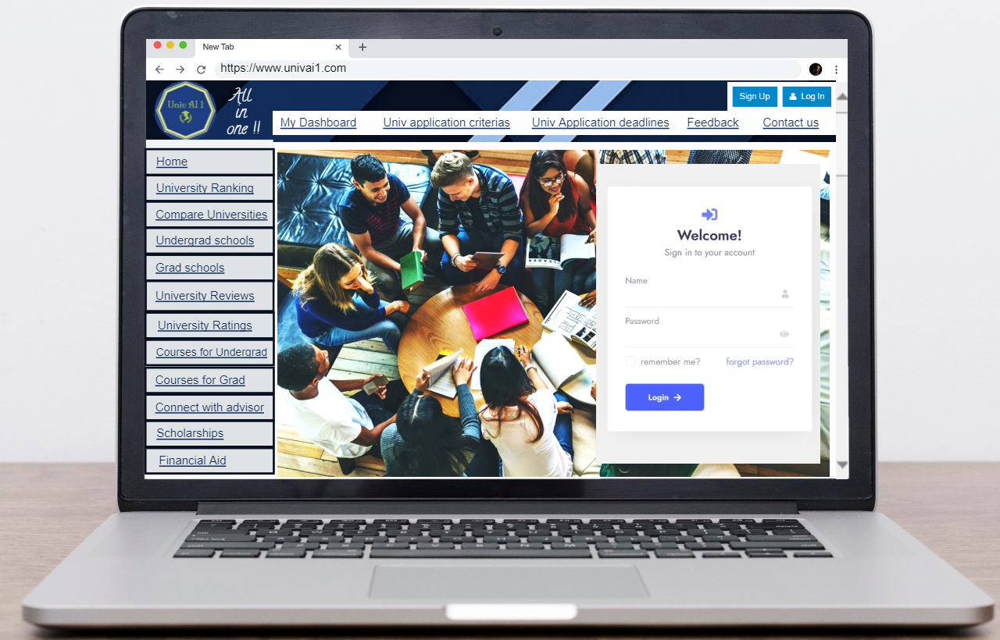 New Tab
https://www.univai1.com
Univ AI 1
All
in
one !!
Sign Up
Log In
My Dashboard
Univ application criterias
Univ Application deadlines
Feedback
Contact us
Home
University Ranking
Compare Universities
Undergrad schools
Grad schools
University Reviews
University Ratings
Courses for Undergrad
Courses for Grad
Connect with advisor
Scholarships
Financial Aid
LEADER
Welcome!
Sign in to your account
Name
Password
remember me?
forgot password?
Login